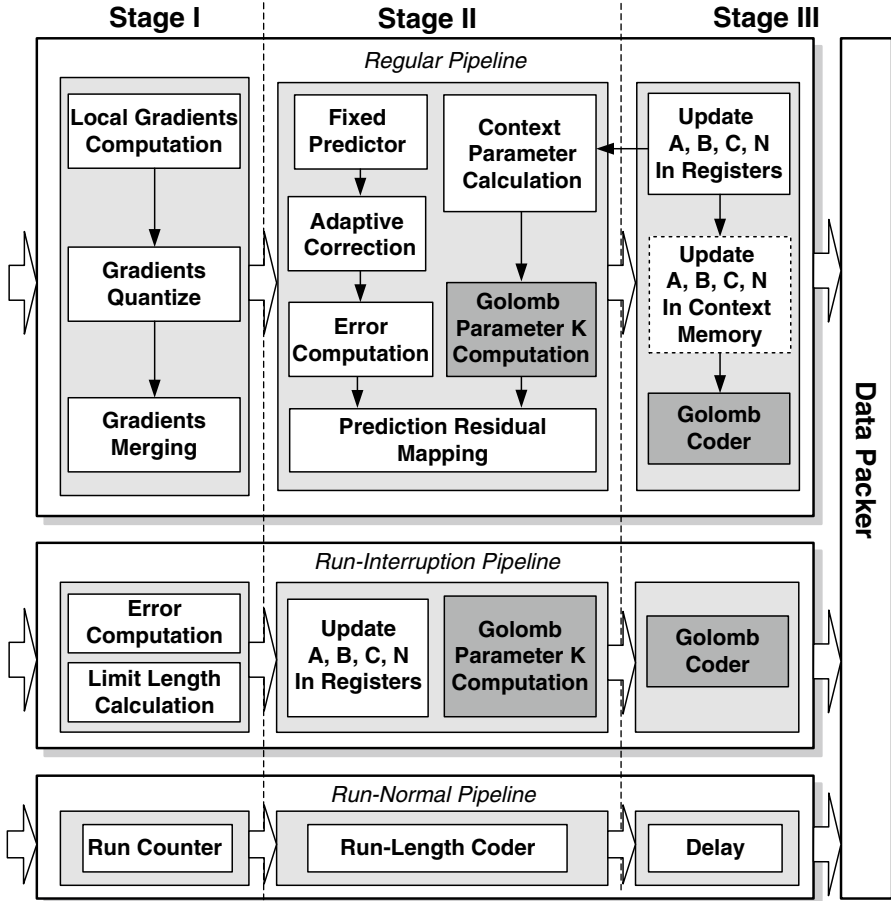 Stage I
Stage II
Stage III
Regular Pipeline
Local Gradients
Computation
Gradients
Quantize
Gradients
Merging
Fixed
Predictor
Adaptive
Correction
Error
Computation
Context
Parameter
Calculation
Golomb
Parameter K
Computation
Prediction Residual
Mapping
Update
A, B, C, N
In Registers
Update
A, B, C, N
In Context
Memory
Golomb
Coder
Run-Interruption Pipeline
Error
Computation
Limit Length
Calculation
Update
A, B, C, N
In Registers
Golomb
Parameter K
Computation
Golomb
Coder
Run-Normal Pipeline
Run Counter
Run-Length Coder
Delay
Data Packer